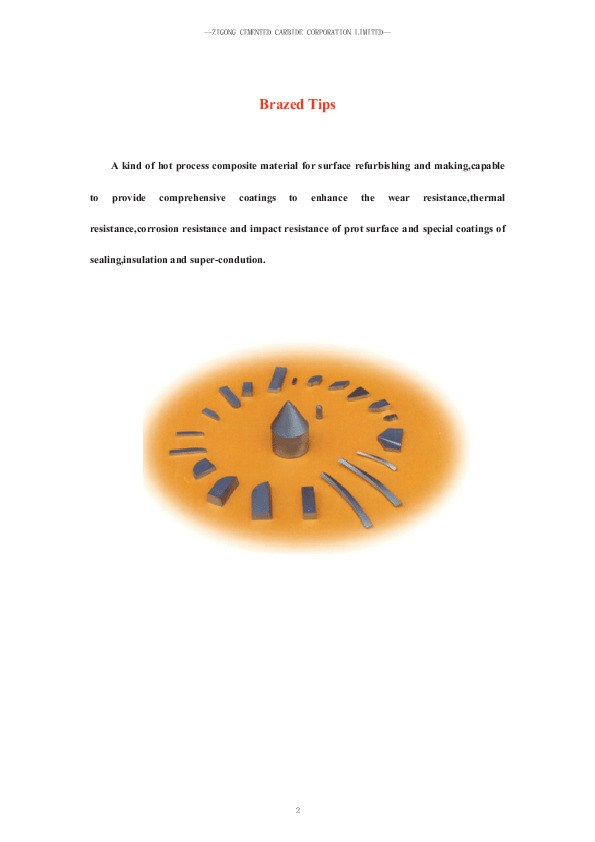 ——ZIGONG CEMENTED CARBIDE CORPORATION LIMITED——
Brazed Tips
A kind of hot process composite material for surface refurbishing and making,capable
to provide comprehensive coatings to enhance the wear resistance,thermal
resistance,corrosion resistance and impact resistance of prot surface and special coatings of
sealing,insulation and super-condution.
2